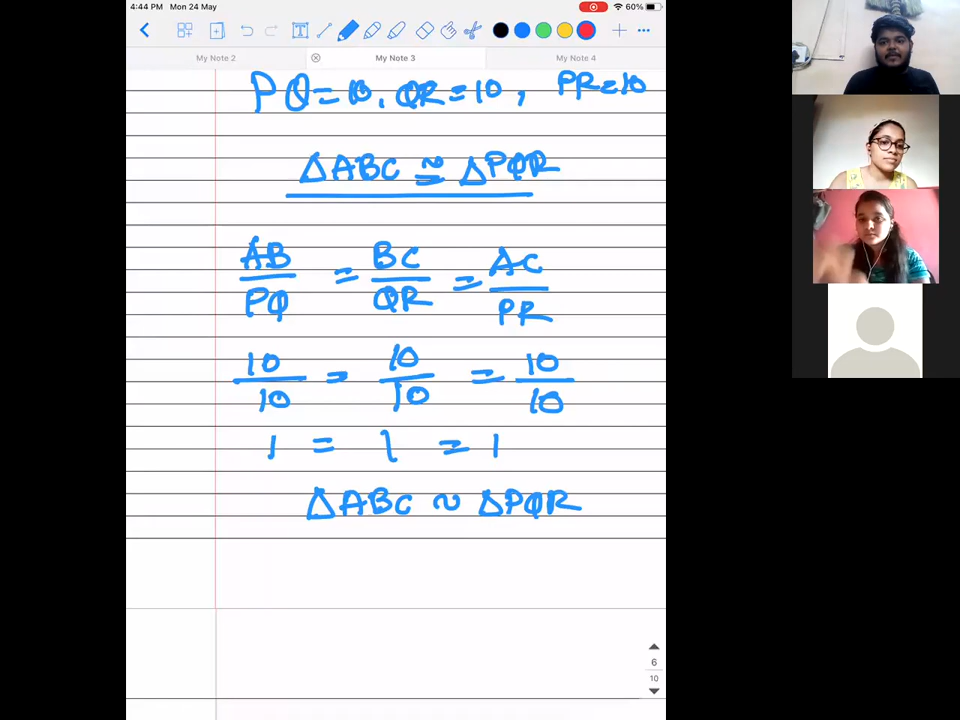 4:44 PM Mon 24 May 60%
My Note 2 My Note 3 My Note 4
PQ = 10, QR = 10, PR = 10
ΔABC ≅ ΔPQR
AB/PQ = BC/QR = AC/PR
10/10 = 10/10 = 10/10
1 = 1 = 1
ΔABC ~ ΔPQR
6
10